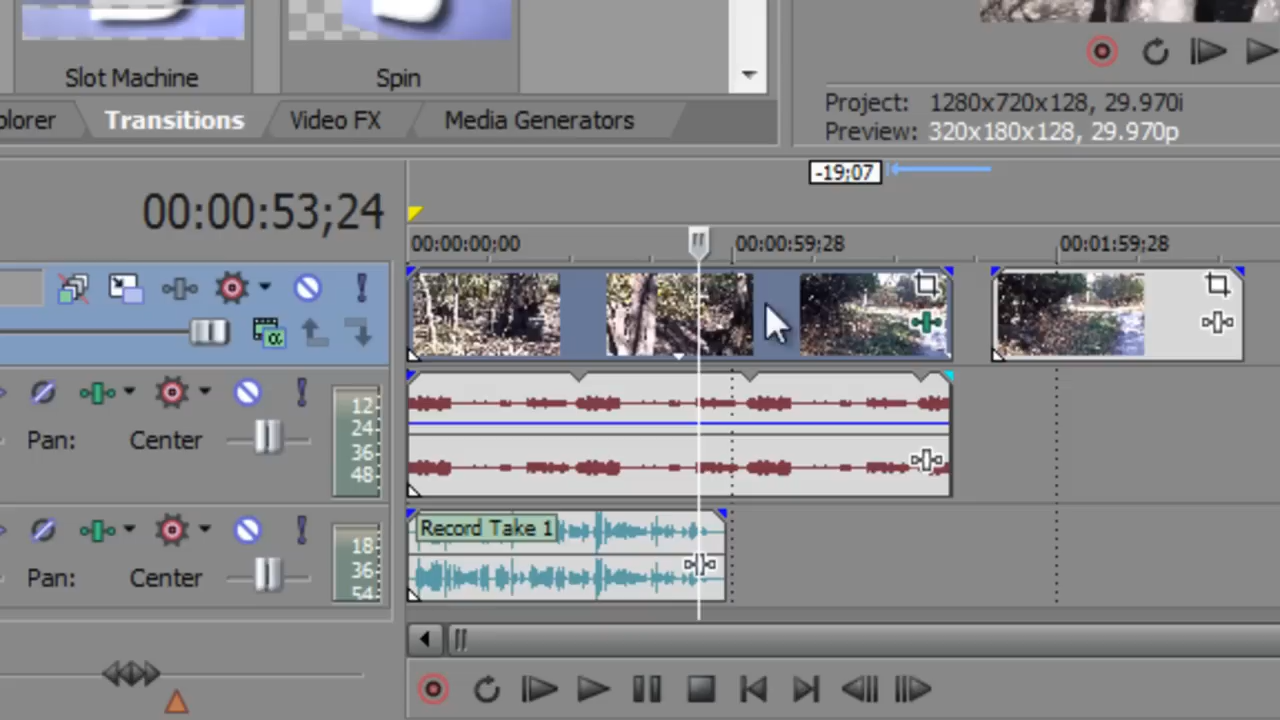 Slot Machine
Spin
plorer
Transitions
Video FX
Media Generators
Project: 1280x720x128, 29.970i
Preview: 320x180x128, 29.970p
-19;07
00:00:53;24
00:00:00;00
00:00:59;28
00:01:59;28
12
24
36
48
Pan: Center
Record Take 1
18
36
54
Pan: Center